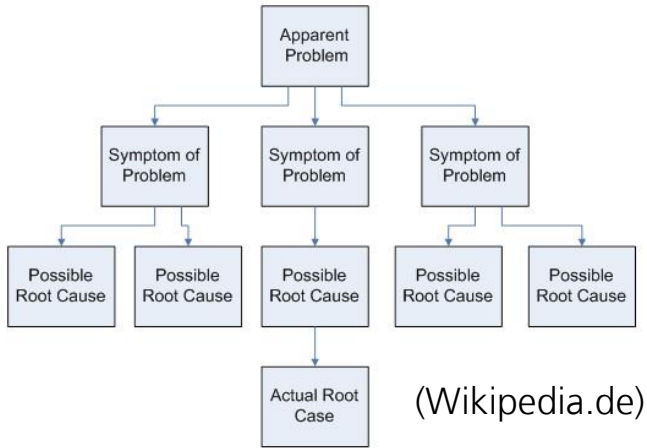 Apparent
Problem
Symptom of
Problem
Symptom of
Problem
Symptom of
Problem
Possible
Root Cause
Possible
Root Cause
Possible
Root Cause
Possible
Root Cause
Possible
Root Cause
Actual Root
Case
(Wikipedia.de)